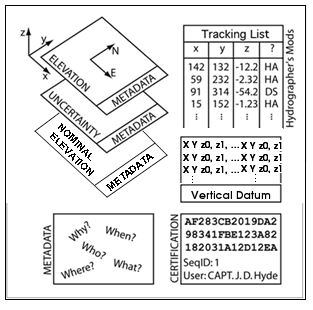 z
y
x
N
E
ELEVATION
METADATA
UNCERTAINTY
METADATA
NOMINAL
ELEVATION
METADATA
Tracking List
x y z ?
142 132 -12.2 HA
59 232 -2.32 HA
91 314 -54.2 DS
15 152 -1.23 HA
⋮ ⋮ ⋮ ⋮
Hydrographer's Mods
X Y z0, z1, ... X Y z0, z1
X Y z0, z1, ... X Y z0, z1
X Y z0, z1, ... X Y z0, z1
Vertical Datum
METADATA
Why?
When?
Who?
Where?
What?
CERTIFICATION
AF283CB2019DA2
98341FBE123A82
182031A12D12EA
SeqID: 1
User: CAPT. J. D. Hyde